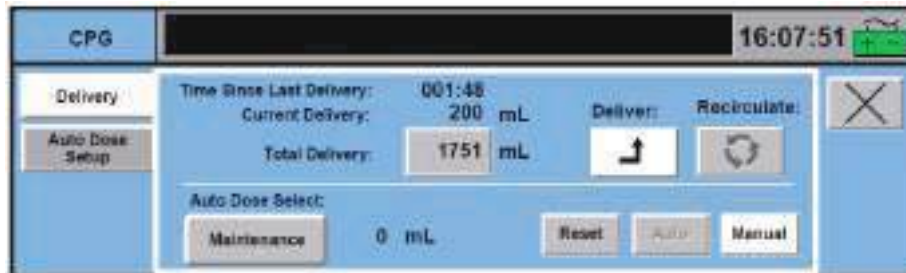 CPG
16:07:51
Delivery
Auto Dose
Setup
Time Since Last Delivery: 001:48
Current Delivery: 200 mL
Total Delivery: 1751 mL
Deliver:
Recirculate:
Auto Dose Select:
Maintenance 0 mL
Reset Auto Manual